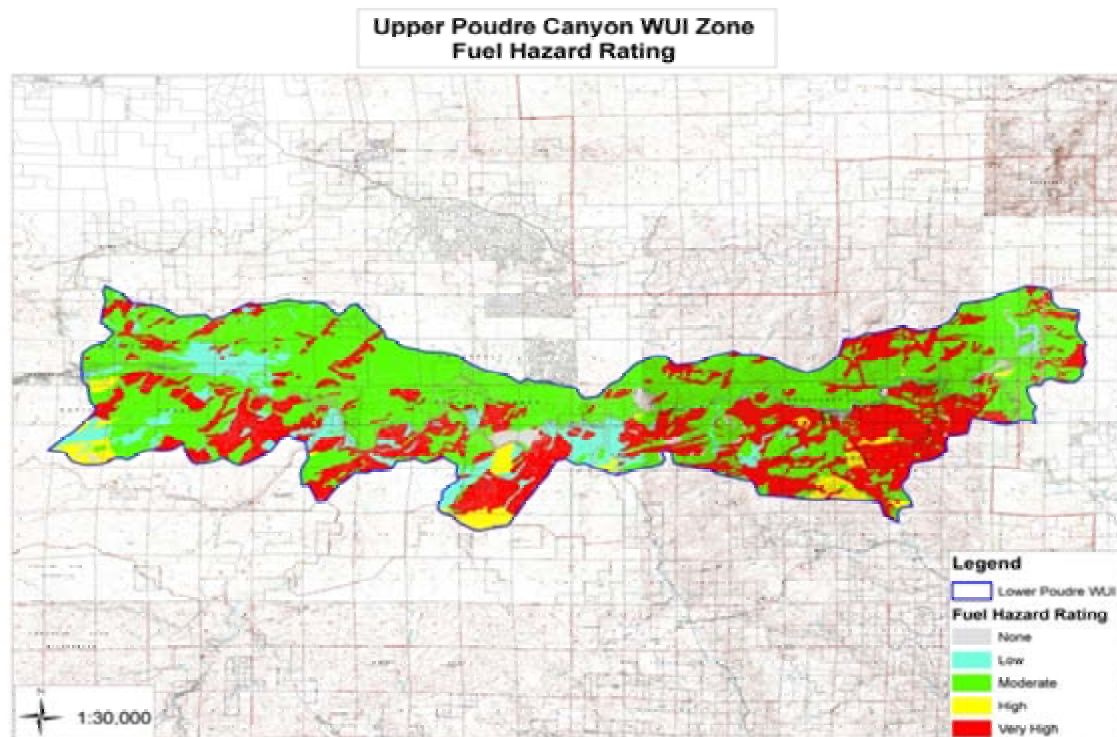 Upper Poudre Canyon WUI Zone
Fuel Hazard Rating
Legend
Lower Poudre WUI
Fuel Hazard Rating
None
Low
Moderate
High
Very High
N
1:30,000